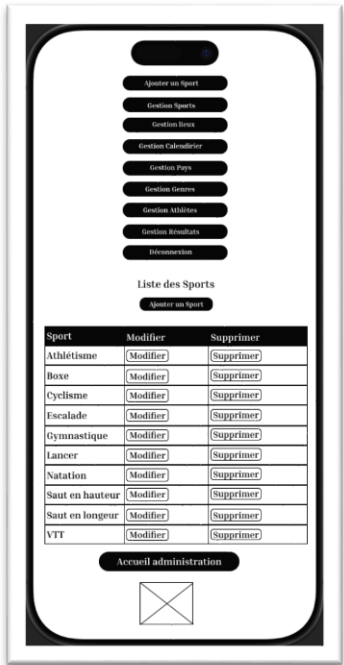 Ajouter un Sport
Gestion Sports
Gestion lieux
Gestion Calendirier
Gestion Pays
Gestion Genres
Gestion Athlètes
Gestion Résultats
Déconnexion
Liste des Sports
Ajouter un Sport
Sport Modifier Supprimer
Athlétisme Modifier Supprimer
Boxe Modifier Supprimer
Cyclisme Modifier Supprimer
Escalade Modifier Supprimer
Gymnastique Modifier Supprimer
Lancer Modifier Supprimer
Natation Modifier Supprimer
Saut en hauteur Modifier Supprimer
Saut en longeur Modifier Supprimer
VTT Modifier Supprimer
Accueil administration